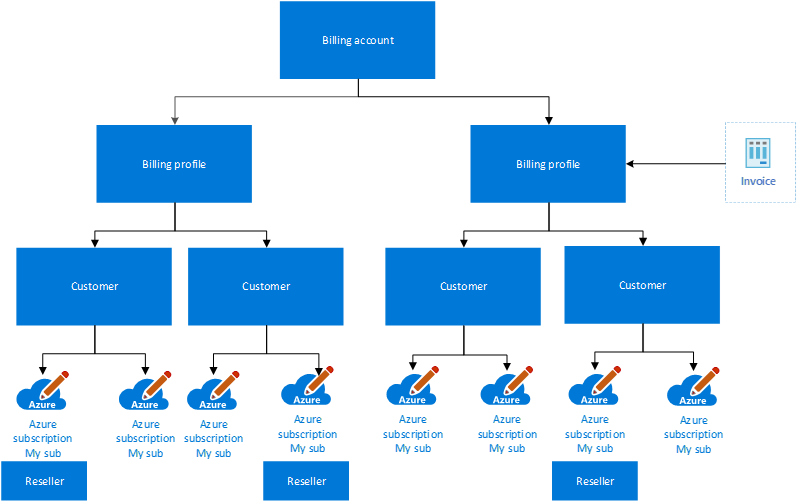 Billing account
Billing profile
Billing profile
Invoice
Customer
Customer
Customer
Customer
Azure
Azure
Azure
Azure
Azure
Azure
Azure
Azure
Azure
subscription
My sub
Azure
subscription
My sub
Azure
subscription
My sub
Azure
subscription
My sub
Azure
subscription
My sub
Azure
subscription
My sub
Azure
subscription
My sub
Azure
subscription
My sub
Reseller
Reseller
Reseller